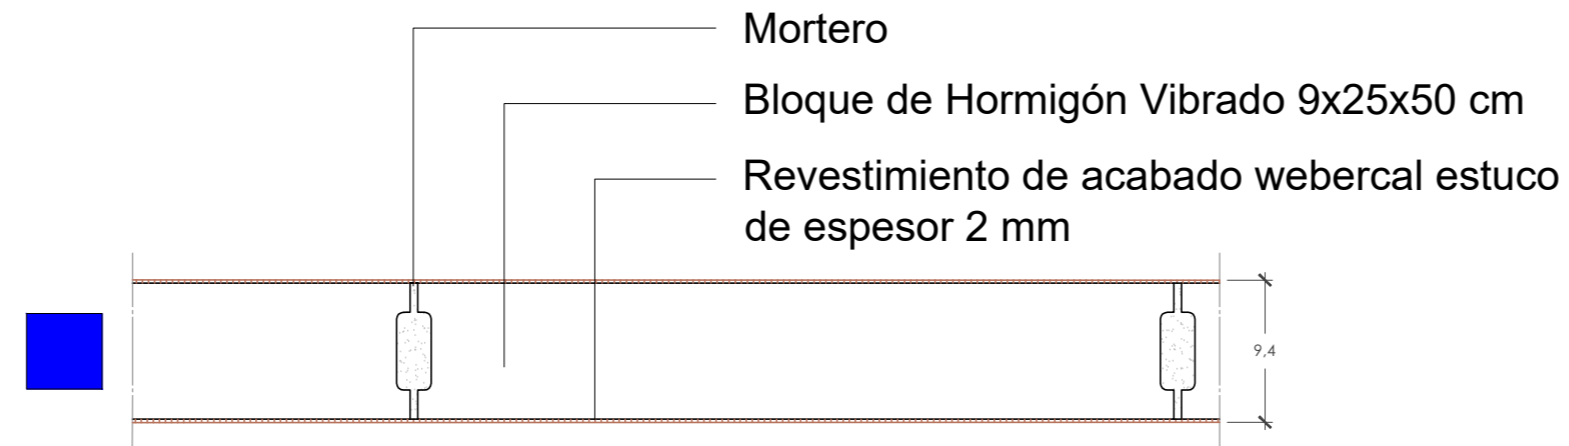 Mortero
Bloque de Hormigón Vibrado 9x25x50 cm
Revestimiento de acabado webercal estuco
de espesor 2 mm
9,4